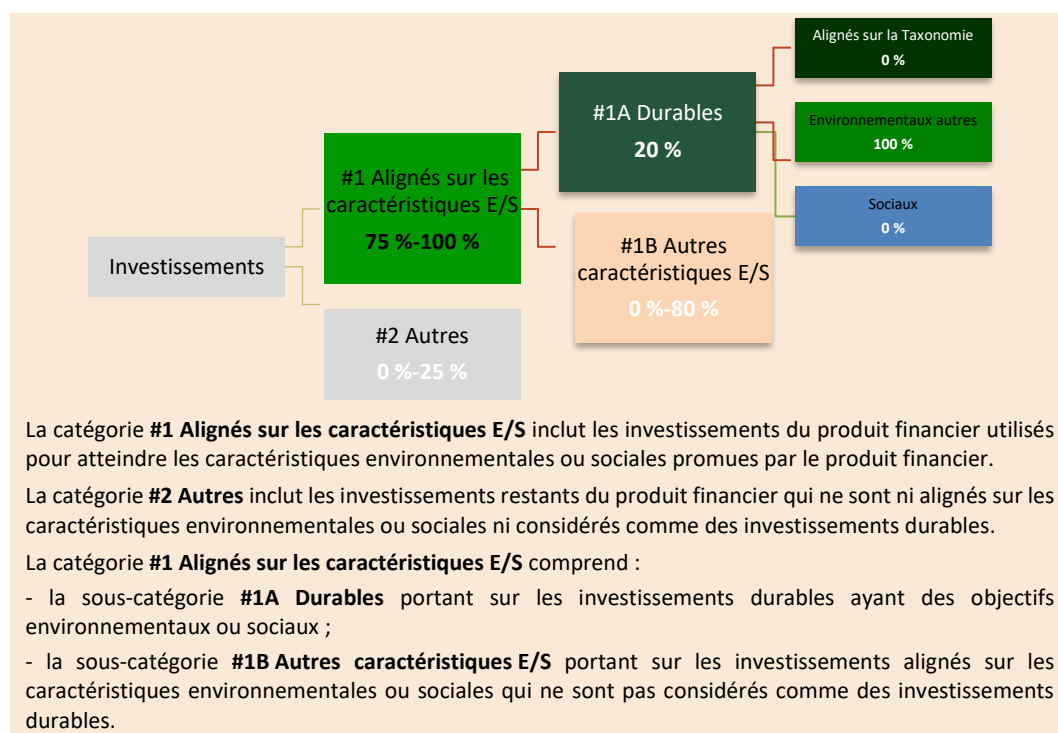 Alignés sur la Taxonomie
0 %
#1A Durables
20 %
Environnementaux autres
100 %
#1 Alignés sur les
caractéristiques E/S
75 %-100 %
Sociaux
0 %
#1B Autres
caractéristiques E/S
0 %-80 %
Investissements
#2 Autres
0 %-25 %
La catégorie #1 Alignés sur les caractéristiques E/S inclut les investissements du produit financier utilisés
pour atteindre les caractéristiques environnementales ou sociales promues par le produit financier.
La catégorie #2 Autres inclut les investissements restants du produit financier qui ne sont ni alignés sur les
caractéristiques environnementales ou sociales ni considérés comme des investissements durables.
La catégorie #1 Alignés sur les caractéristiques E/S comprend :
- la sous-catégorie #1A Durables portant sur les investissements durables ayant des objectifs
environnementaux ou sociaux ;
- la sous-catégorie #1B Autres caractéristiques E/S portant sur les investissements alignés sur les
caractéristiques environnementales ou sociales qui ne sont pas considérés comme des investissements
durables.